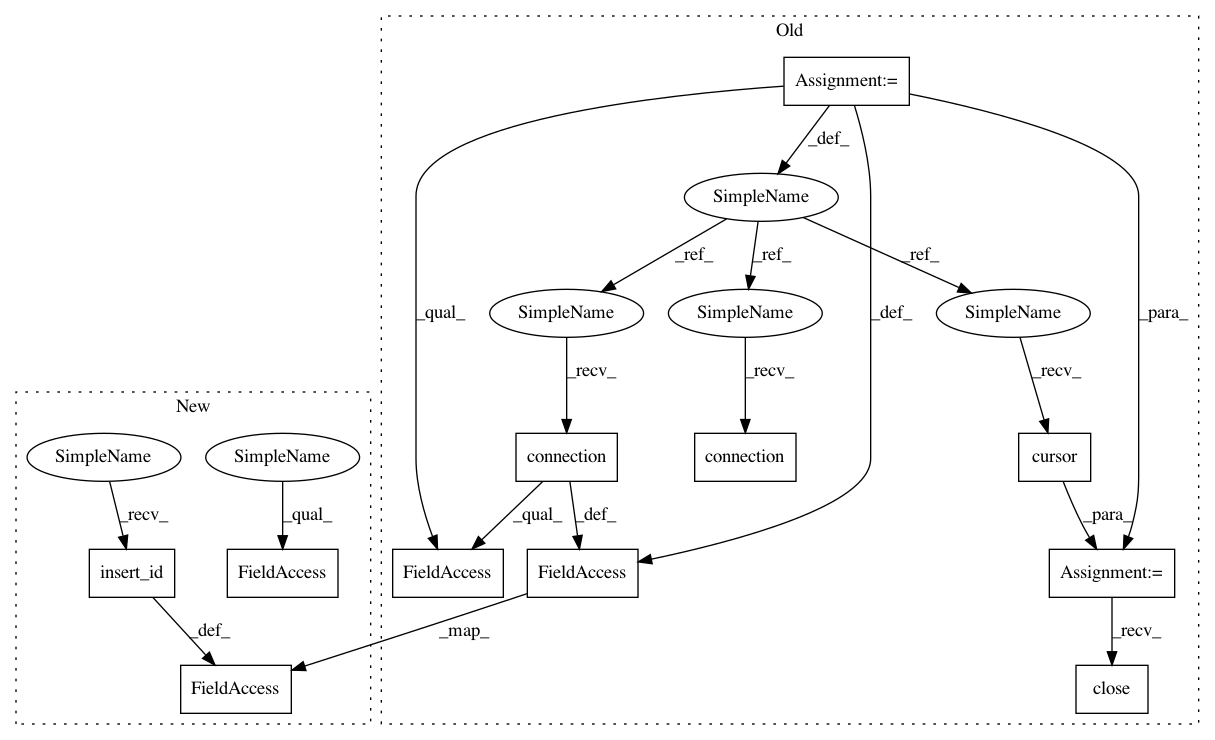 Old
Assignment:=
_def_
SimpleName
_ref_ _ref_ _ref_
_qual_ SimpleName SimpleName _def_ SimpleName _para_
_recv_ _recv_ _recv_
New
SimpleName SimpleName connection connection cursor
_recv_ _qual_ _qual_ _def_ _para_
insert_id FieldAccess FieldAccess FieldAccess Assignment:=
_def_ _map_ _recv_
FieldAccess close